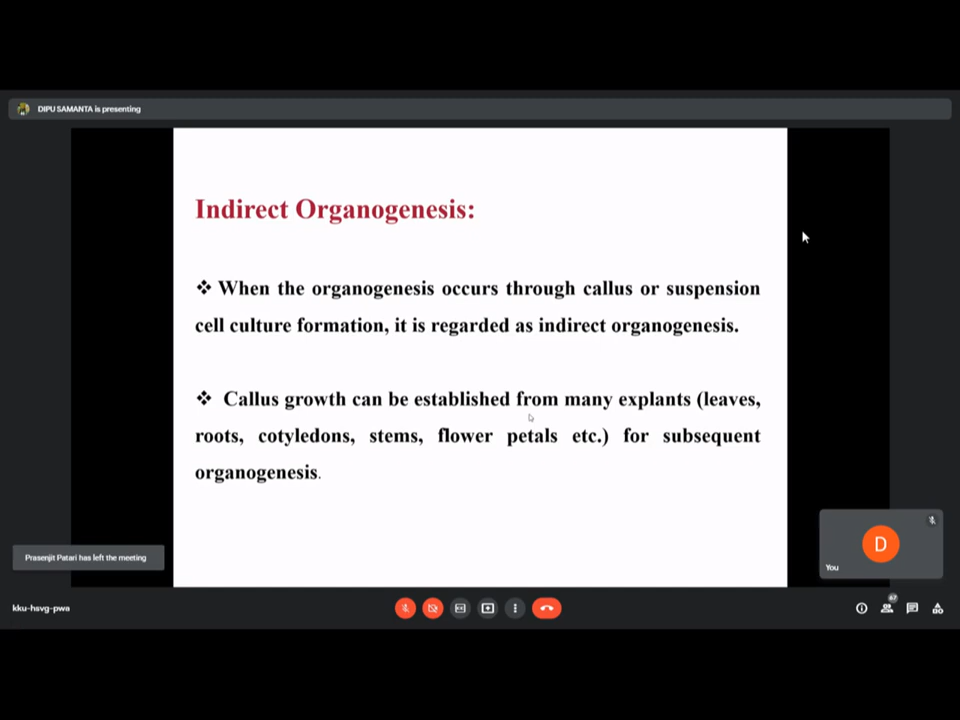 DIPU SAMANTA is presenting
Indirect Organogenesis:
❖ When the organogenesis occurs through callus or suspension
cell culture formation, it is regarded as indirect organogenesis.
❖ Callus growth can be established from many explants (leaves,
roots, cotyledons, stems, flower petals etc.) for subsequent
organogenesis.
D
You
Prasenjit Patari has left the meeting
kku-hsvg-pwa
67